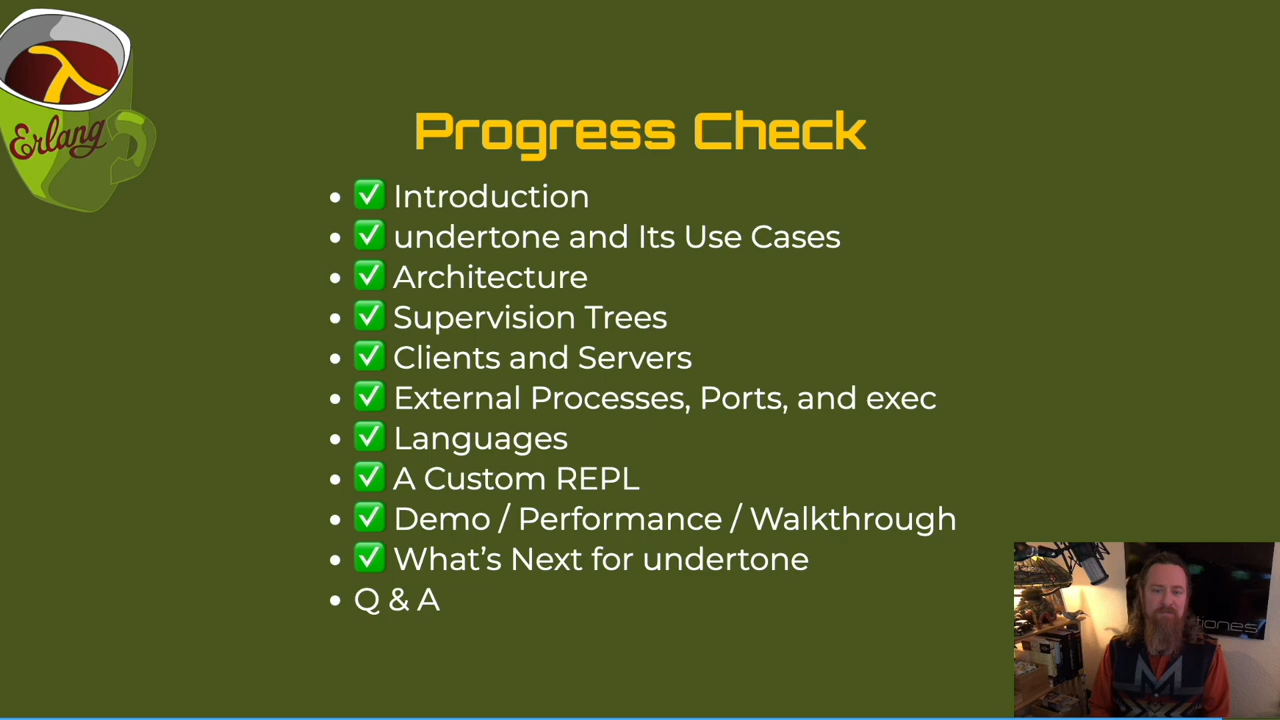 Erlang
Progress Check
• ✅ Introduction
• ✅ undertone and Its Use Cases
• ✅ Architecture
• ✅ Supervision Trees
• ✅ Clients and Servers
• ✅ External Processes, Ports, and exec
• ✅ Languages
• ✅ A Custom REPL
• ✅ Demo / Performance / Walkthrough
• ✅ What’s Next for undertone
• Q & A